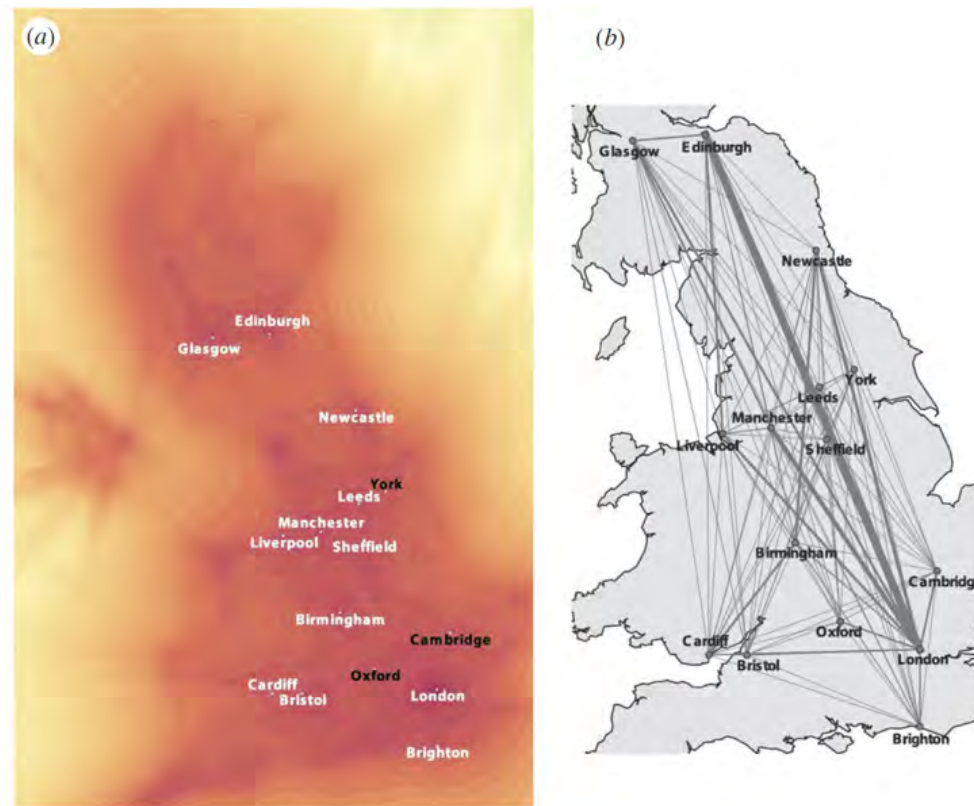 (a)
Edinburgh
Glasgow
Newcastle
York
Leeds
Manchester
Liverpool
Sheffield
Birmingham
Cambridge
Oxford
Cardiff
Bristol
London
Brighton
(b)
Glasgow
Edinburgh
Newcastle
York
Leeds
Manchester
Liverpool
Sheffield
Birmingham
Cambridge
Oxford
Cardiff
Bristol
London
Brighton